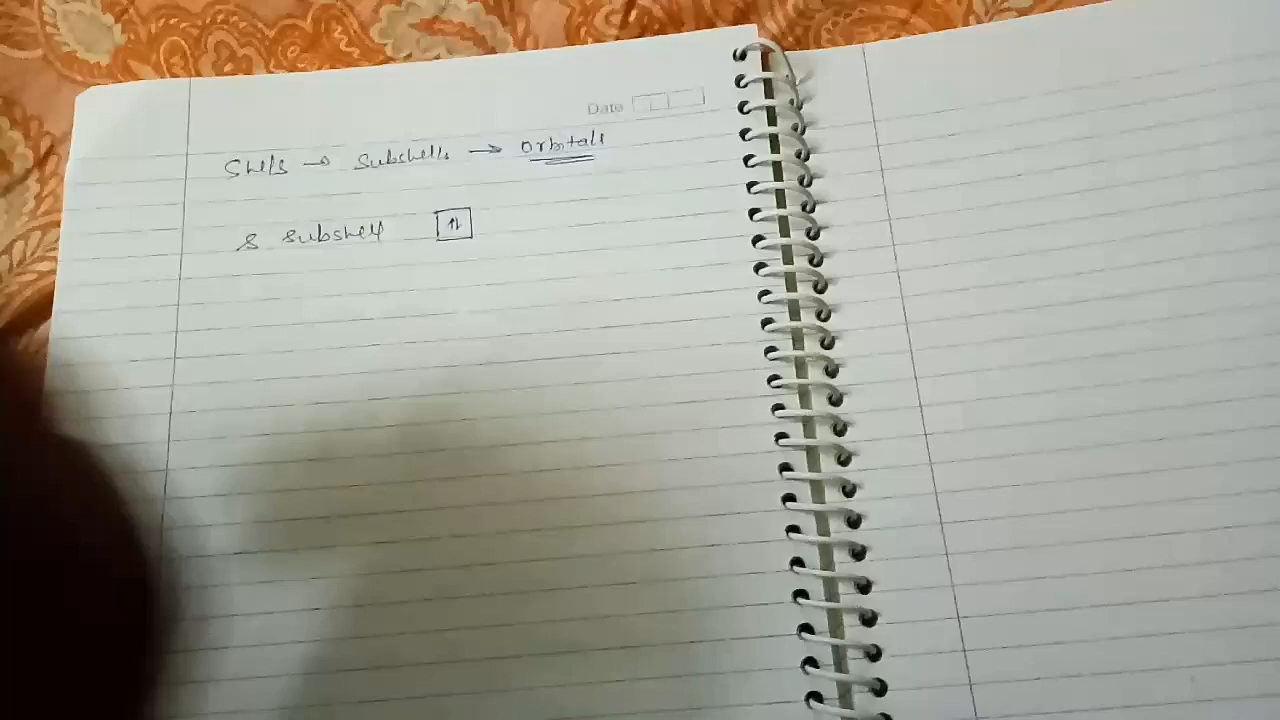 Date
Shells → Subshells → Orbitals
s subshell ↑↓